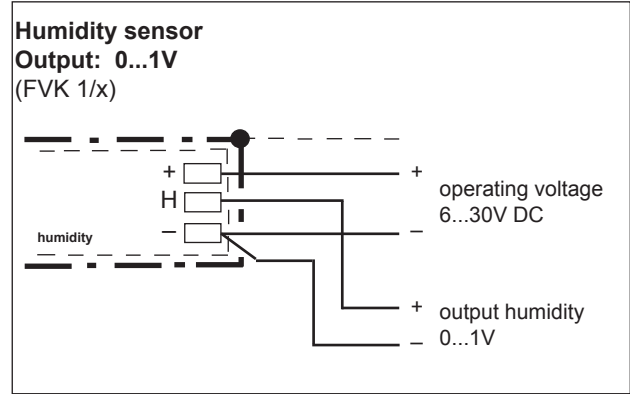 Humidity sensor
Output: 0...1V
(FVK 1/x)
+
H
–
humidity
+
operating voltage
6...30V DC
–
+
output humidity
0...1V
–